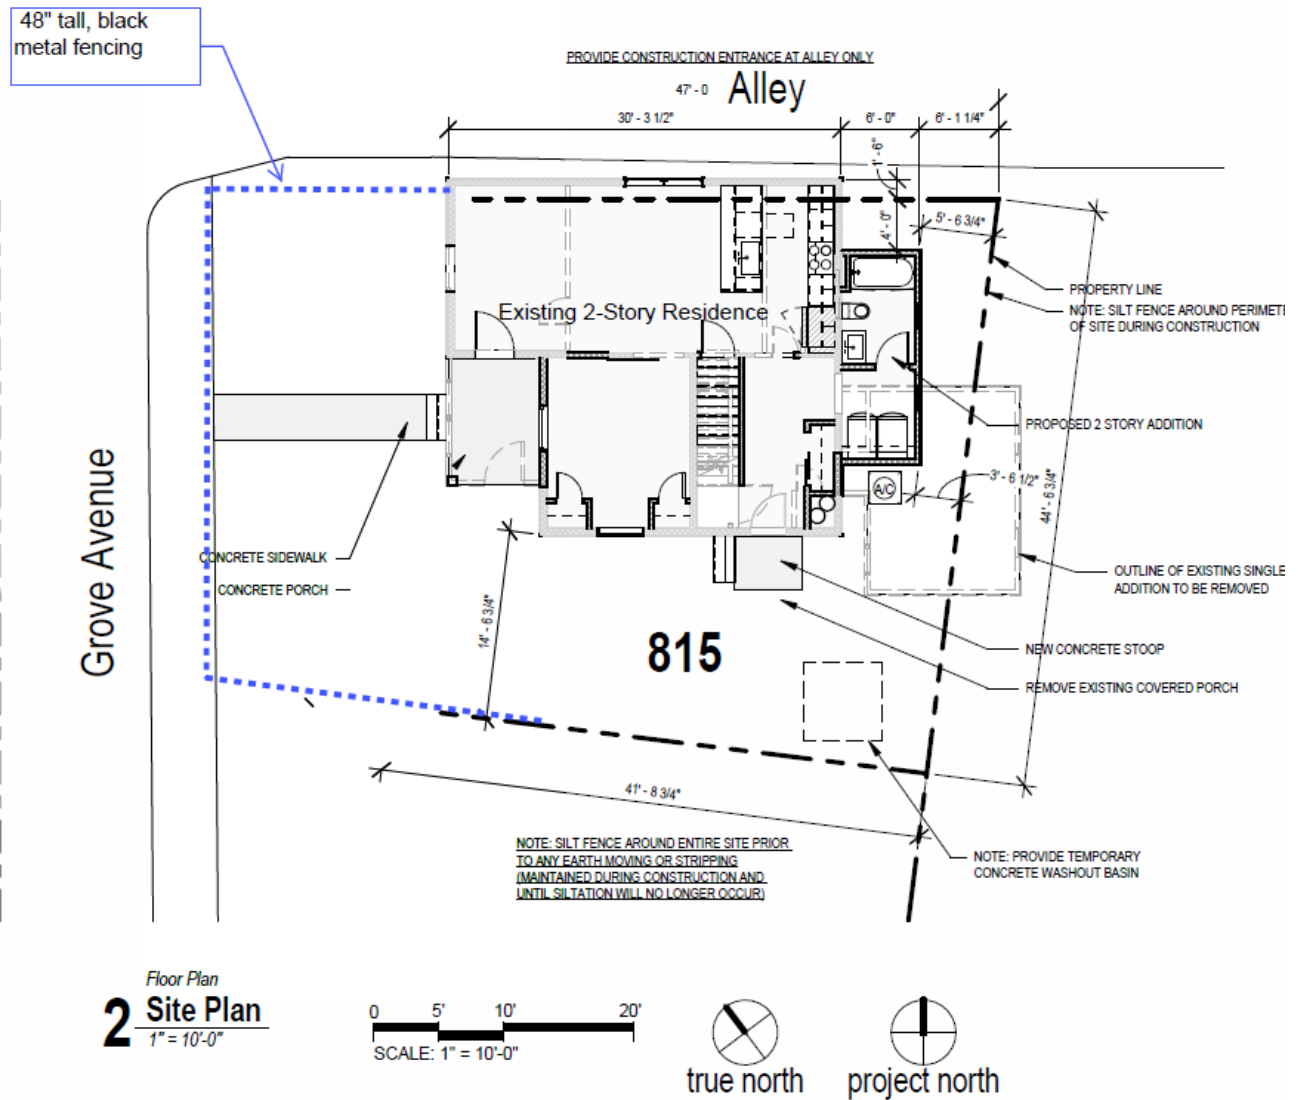 48" tall, black
metal fencing
PROVIDE CONSTRUCTION ENTRANCE AT ALLEY ONLY
47' - 0
Alley
30' - 3 1/2"
6' - 0"
6' - 1 1/4"
1' - 6"
4' - 0"
5' - 6 3/4"
PROPERTY LINE
NOTE: SILT FENCE AROUND PERIMETE
OF SITE DURING CONSTRUCTION
Existing 2-Story Residence
PROPOSED 2 STORY ADDITION
A/C
3' - 6 1/2"
44' - 6 3/4"
Grove Avenue
CONCRETE SIDEWALK
CONCRETE PORCH
14' - 6 3/4"
OUTLINE OF EXISTING SINGLE
ADDITION TO BE REMOVED
815
NEW CONCRETE STOOP
REMOVE EXISTING COVERED PORCH
41' - 8 3/4"
NOTE: SILT FENCE AROUND ENTIRE SITE PRIOR
TO ANY EARTH MOVING OR STRIPPING
(MAINTAINED DURING CONSTRUCTION AND
UNTIL SILTATION WILL NO LONGER OCCUR)
NOTE: PROVIDE TEMPORARY
CONCRETE WASHOUT BASIN
Floor Plan
2 Site Plan
1" = 10'-0"
0 5' 10' 20'
SCALE: 1" = 10'-0"
true north
project north